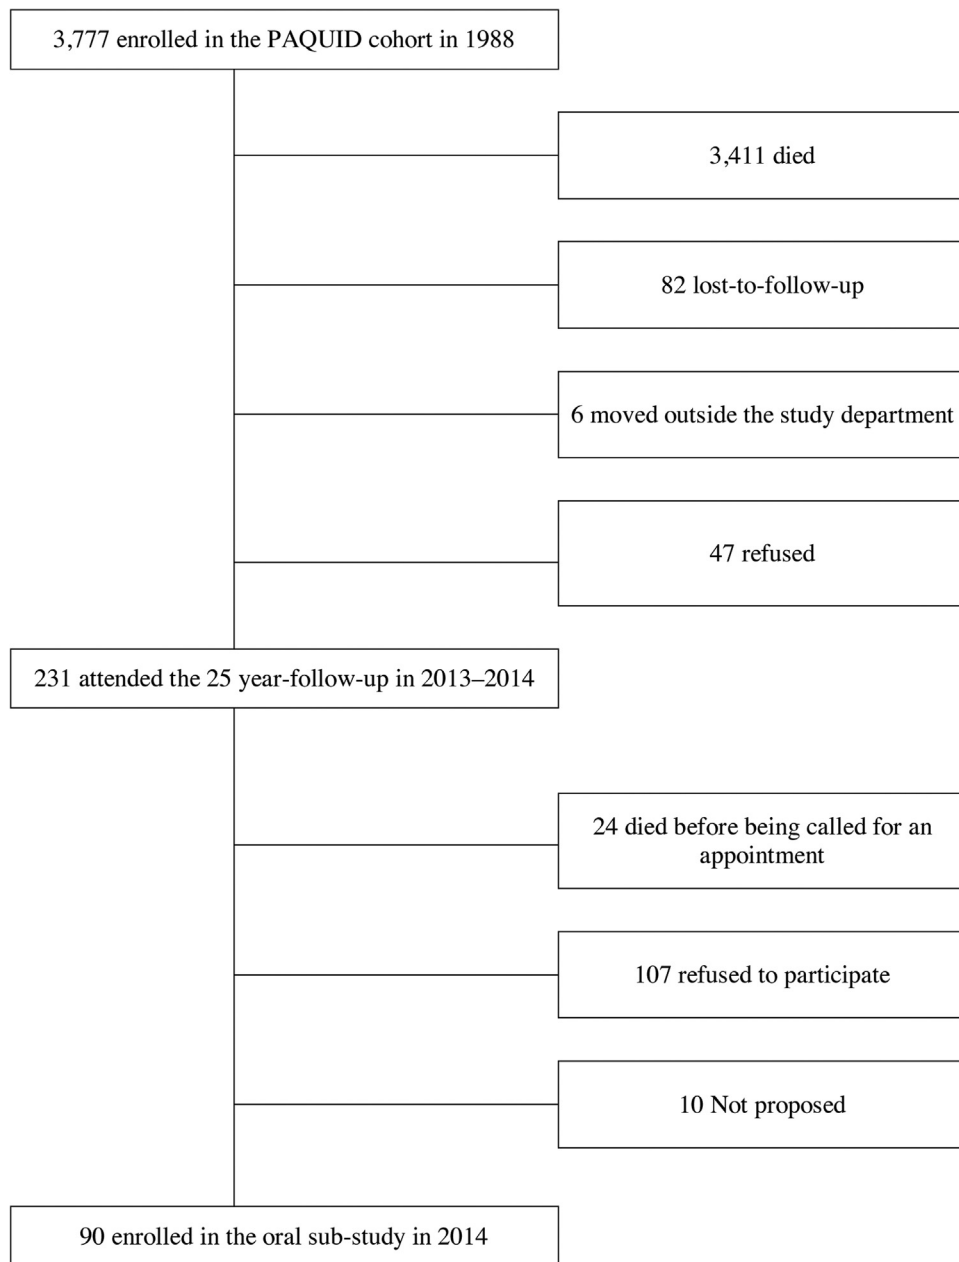 3,777 enrolled in the PAQUID cohort in 1988
3,411 died
82 lost-to-follow-up
6 moved outside the study department
47 refused
231 attended the 25 year-follow-up in 2013–2014
24 died before being called for an
appointment
107 refused to participate
10 Not proposed
90 enrolled in the oral sub-study in 2014